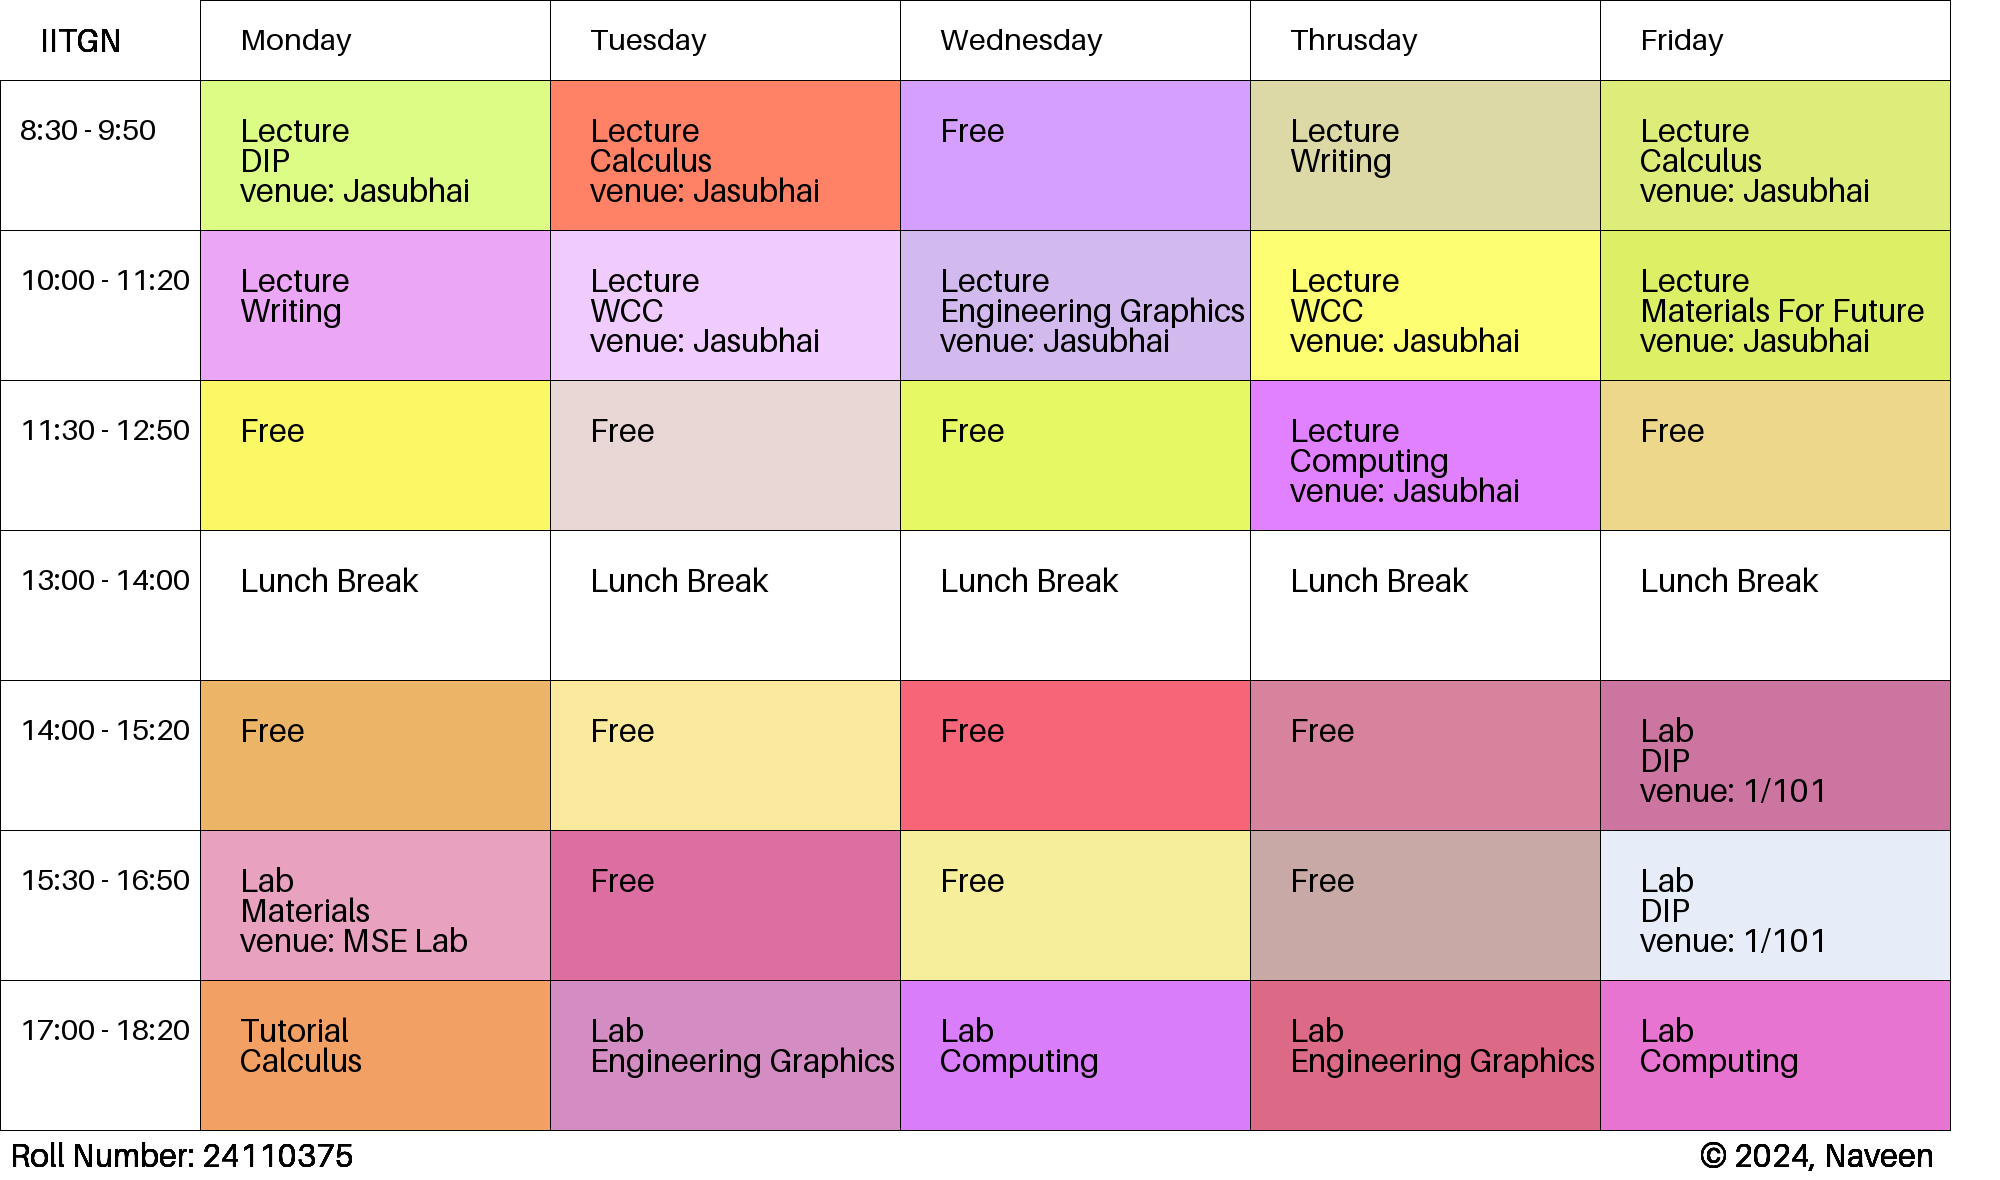 IITGN
Monday
Tuesday
Wednesday
Thrusday
Friday
8:30 - 9:50
Lecture
DIP
venue: Jasubhai
Lecture
Calculus
venue: Jasubhai
Free
Lecture
Writing
Lecture
Calculus
venue: Jasubhai
10:00 - 11:20
Lecture
Writing
Lecture
WCC
venue: Jasubhai
Lecture
Engineering Graphics
venue: Jasubhai
Lecture
WCC
venue: Jasubhai
Lecture
Materials For Future
venue: Jasubhai
11:30 - 12:50
Free
Free
Free
Lecture
Computing
venue: Jasubhai
Free
13:00 - 14:00
Lunch Break
Lunch Break
Lunch Break
Lunch Break
Lunch Break
14:00 - 15:20
Free
Free
Free
Free
Lab
DIP
venue: 1/101
15:30 - 16:50
Lab
Materials
venue: MSE Lab
Free
Free
Free
Lab
DIP
venue: 1/101
17:00 - 18:20
Tutorial
Calculus
Lab
Engineering Graphics
Lab
Computing
Lab
Engineering Graphics
Lab
Computing
Roll Number: 24110375
© 2024, Naveen